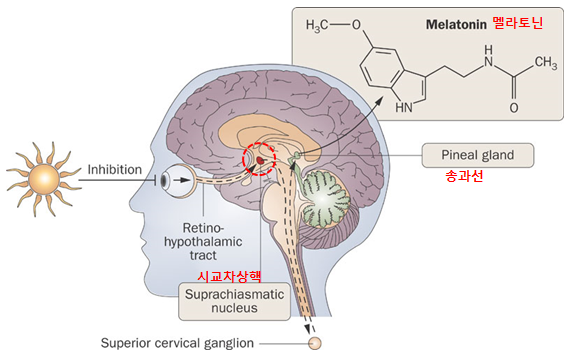 H₃C
O
Melatonin 멜라토닌
H
N
CH₃
HN
O
Inhibition
Pineal gland
송과선
Retino-
hypothalamic
tract
시교차상핵
Suprachiasmatic
nucleus
Superior cervical ganglion